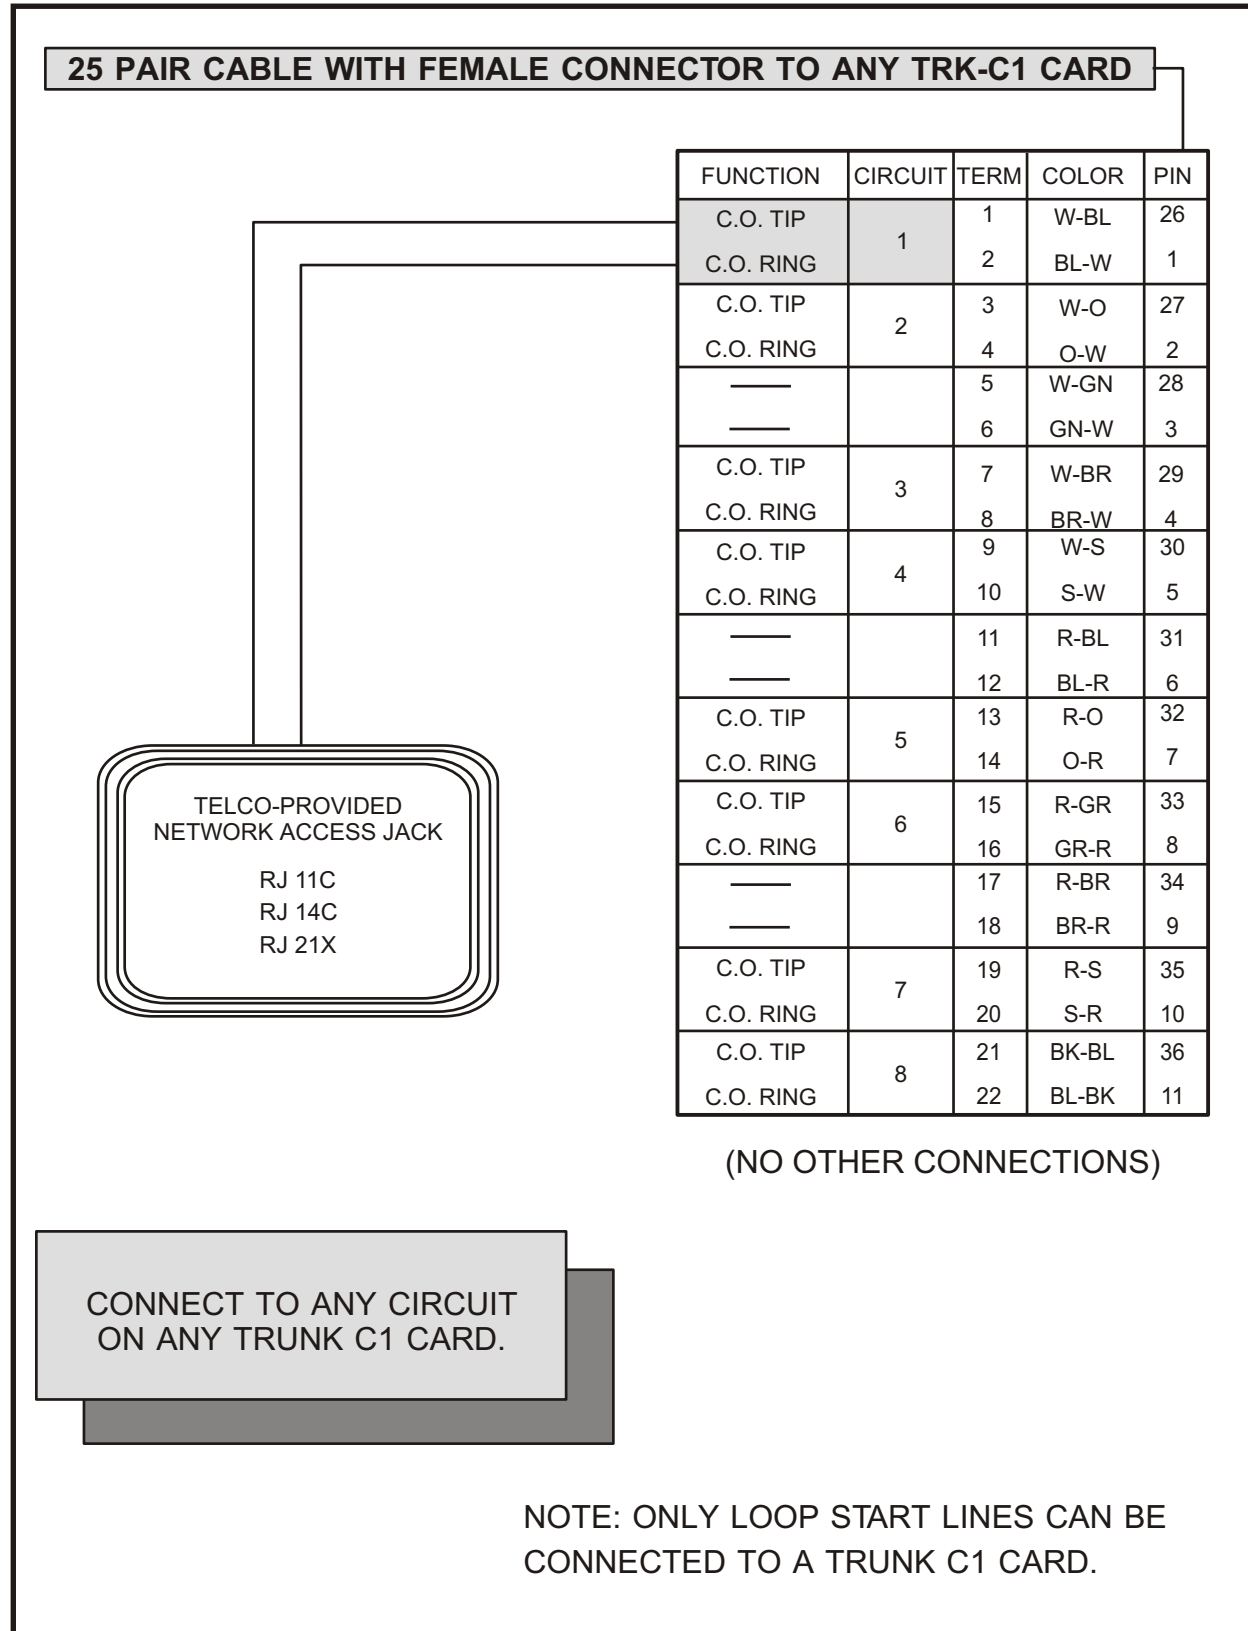 25 PAIR CABLE WITH FEMALE CONNECTOR TO ANY TRK-C1 CARD
FUNCTION CIRCUIT TERM COLOR PIN
C.O. TIP 1 1 W-BL 26
C.O. RING 2 BL-W 1
C.O. TIP 2 3 W-O 27
C.O. RING 4 O-W 2
—— 5 W-GN 28
—— 6 GN-W 3
C.O. TIP 3 7 W-BR 29
C.O. RING 8 BR-W 4
C.O. TIP 4 9 W-S 30
C.O. RING 10 S-W 5
—— 11 R-BL 31
—— 12 BL-R 6
C.O. TIP 5 13 R-O 32
C.O. RING 14 O-R 7
C.O. TIP 6 15 R-GR 33
C.O. RING 16 GR-R 8
—— 17 R-BR 34
—— 18 BR-R 9
C.O. TIP 7 19 R-S 35
C.O. RING 20 S-R 10
C.O. TIP 8 21 BK-BL 36
C.O. RING 22 BL-BK 11
(NO OTHER CONNECTIONS)
TELCO-PROVIDED
NETWORK ACCESS JACK
RJ 11C
RJ 14C
RJ 21X
CONNECT TO ANY CIRCUIT
ON ANY TRUNK C1 CARD.
NOTE: ONLY LOOP START LINES CAN BE
CONNECTED TO A TRUNK C1 CARD.